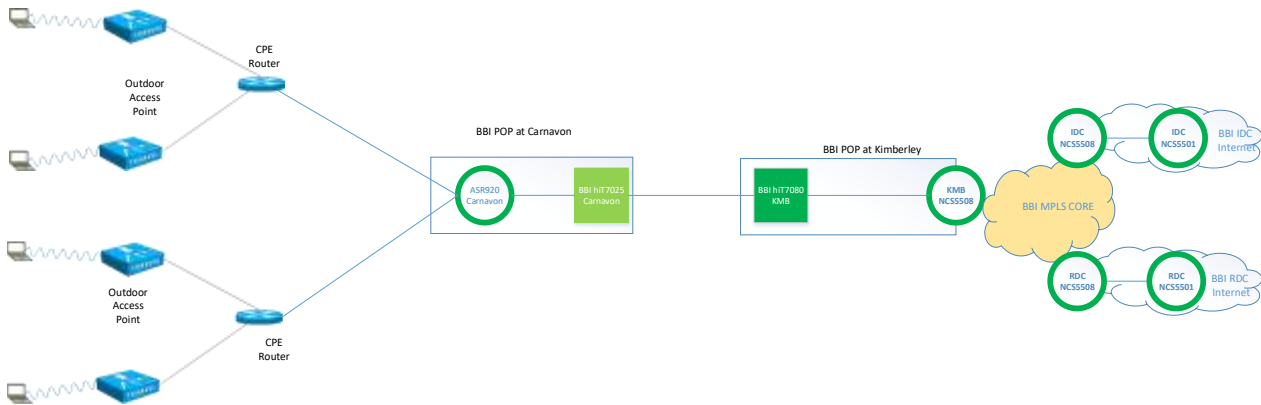 CPE
Router
Outdoor
Access
Point
BBI POP at Carnavon
ASR920
Carnavon
BBI hiT7025
Carnavon
BBI POP at Kimberley
BBI hiT7080
KMB
KMB
NCS5508
BBI MPLS CORE
IDC
NCS5508
IDC
NCS5501
BBI IDC
Internet
RDC
NCS5508
RDC
NCS5501
BBI RDC
Internet
Outdoor
Access
Point
CPE
Router